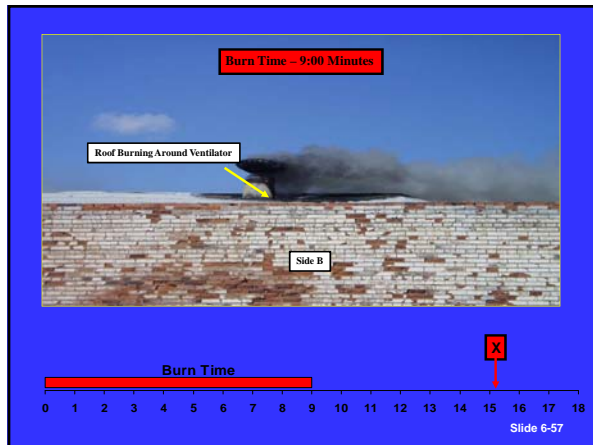 Burn Time – 9:00 Minutes
Roof Burning Around Ventilator
Side B
X
Burn Time
0 1 2 3 4 5 6 7 8 9 10 11 12 13 14 15 16 17 18
Slide 6-57